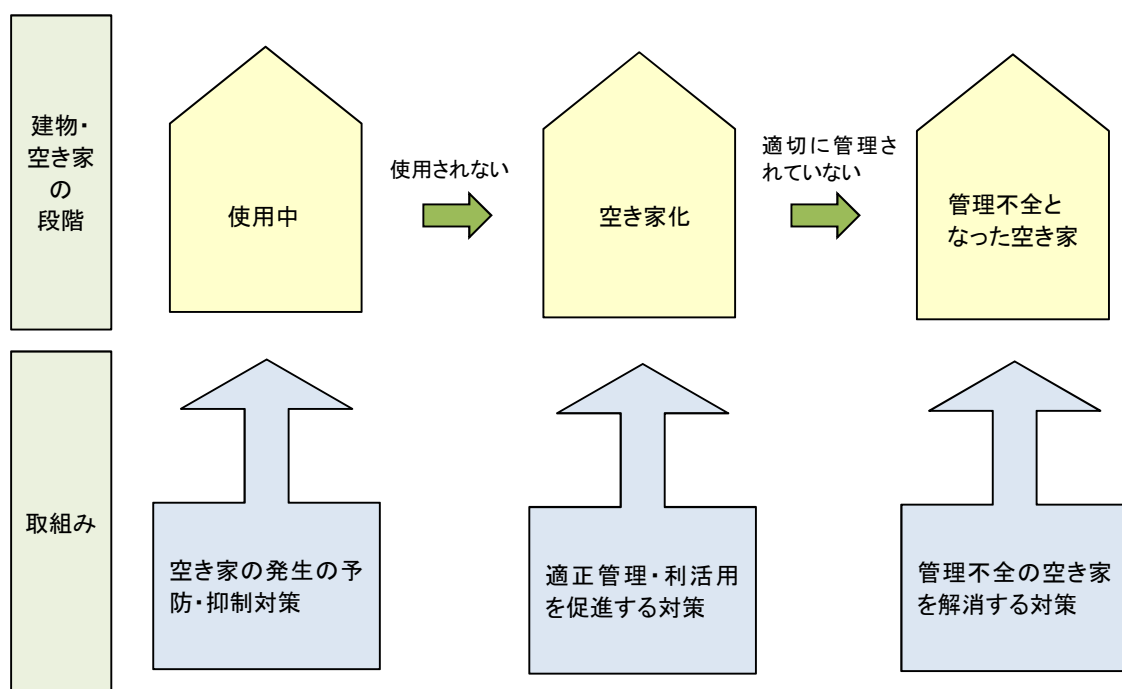 建物・
空き家
の
段階
使用中
使用されない
空き家化
適切に管理さ
れていない
管理不全と
なった空き家
取組み
空き家の発生の予
防・抑制対策
適正管理・利活用
を促進する対策
管理不全の空き家
を解消する対策